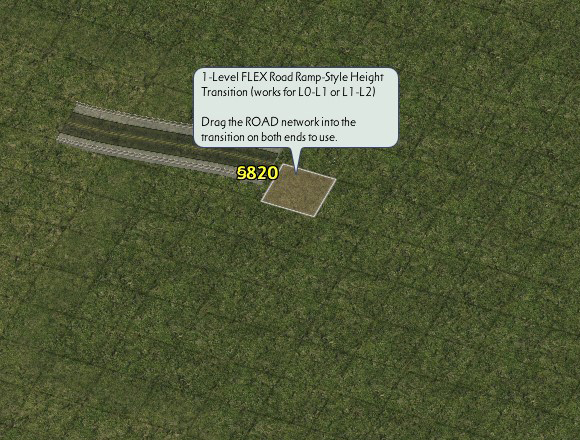 1-Level FLEX Road Ramp-Style Height
Transition (works for L0-L1 or L1-L2)
Drag the ROAD network into the
transition on both ends to use.
§820